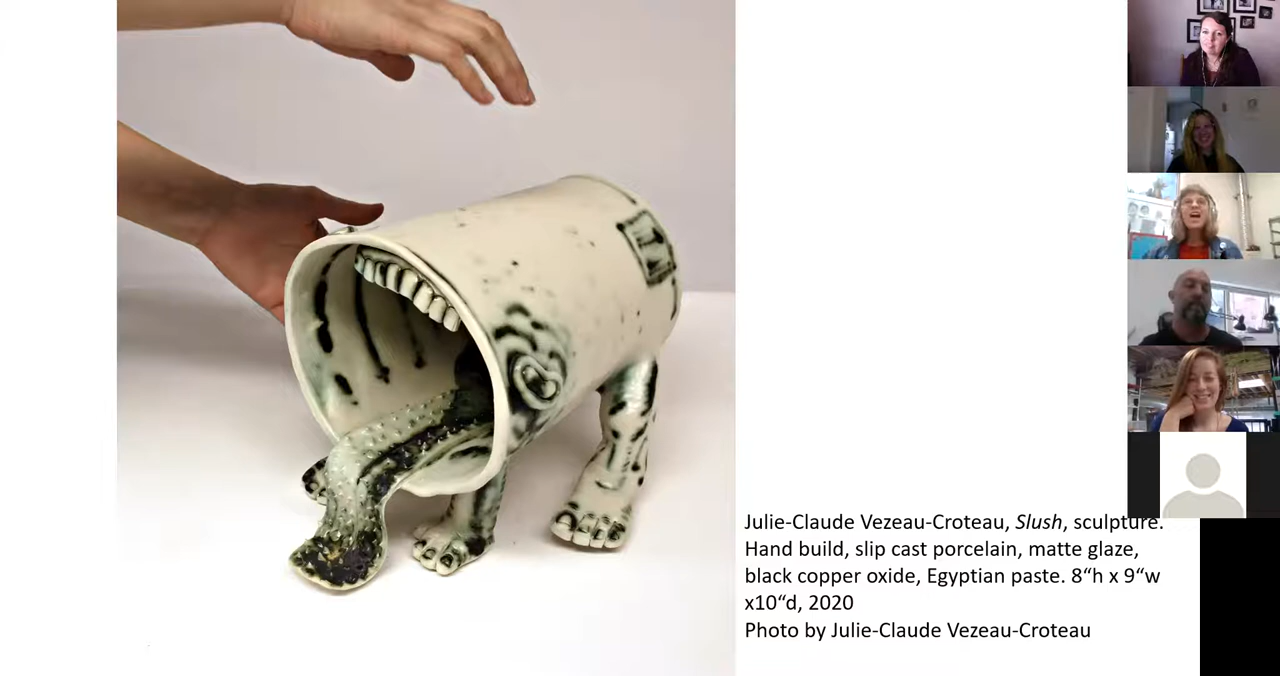 Julie-Claude Vezeau-Croteau, Slush, sculpture.
Hand build, slip cast porcelain, matte glaze,
black copper oxide, Egyptian paste. 8“h x 9“w
x10“d, 2020
Photo by Julie-Claude Vezeau-Croteau